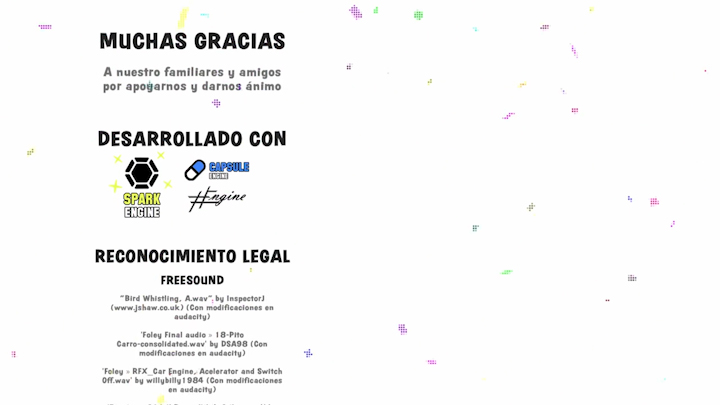 MUCHAS GRACIAS
A nuestro familiares y amigos
por apoyarnos y darnos ánimo
DESARROLLADO CON
SPARK
ENGINE
CAPSULE
ENGINE
#Engine
RECONOCIMIENTO LEGAL
FREESOUND
"Bird Whistling, A.wav" by InspectorJ
(www.jshaw.co.uk) (Con modificaciones en
audacity)
'Foley Final audio » 18-Pito
Carro-consolidated.wav' by DSA98 (Con
modificaciones en audacity)
'Foley » RFX_Car Engine, Acelerator and Switch
Off.wav' by willybilly1984 (Con modificaciones
en audacity)